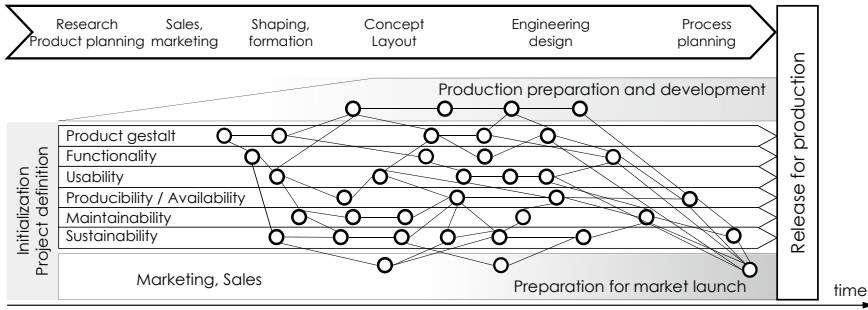 Research
Product planning
Sales,
marketing
Shaping,
formation
Concept
Layout
Engineering
design
Process
planning
Release for production
Production preparation and development
Initialization
Project definition
Product gestalt
Functionality
Usability
Producibility / Availability
Maintainability
Sustainability
Marketing, Sales
Preparation for market launch
time